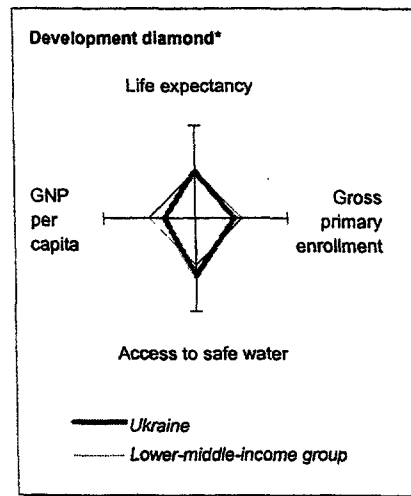 Development diamond*
Life expectancy
GNP
per
capita
Gross
primary
enrollment
Access to safe water
Ukraine
Lower-middle-income group